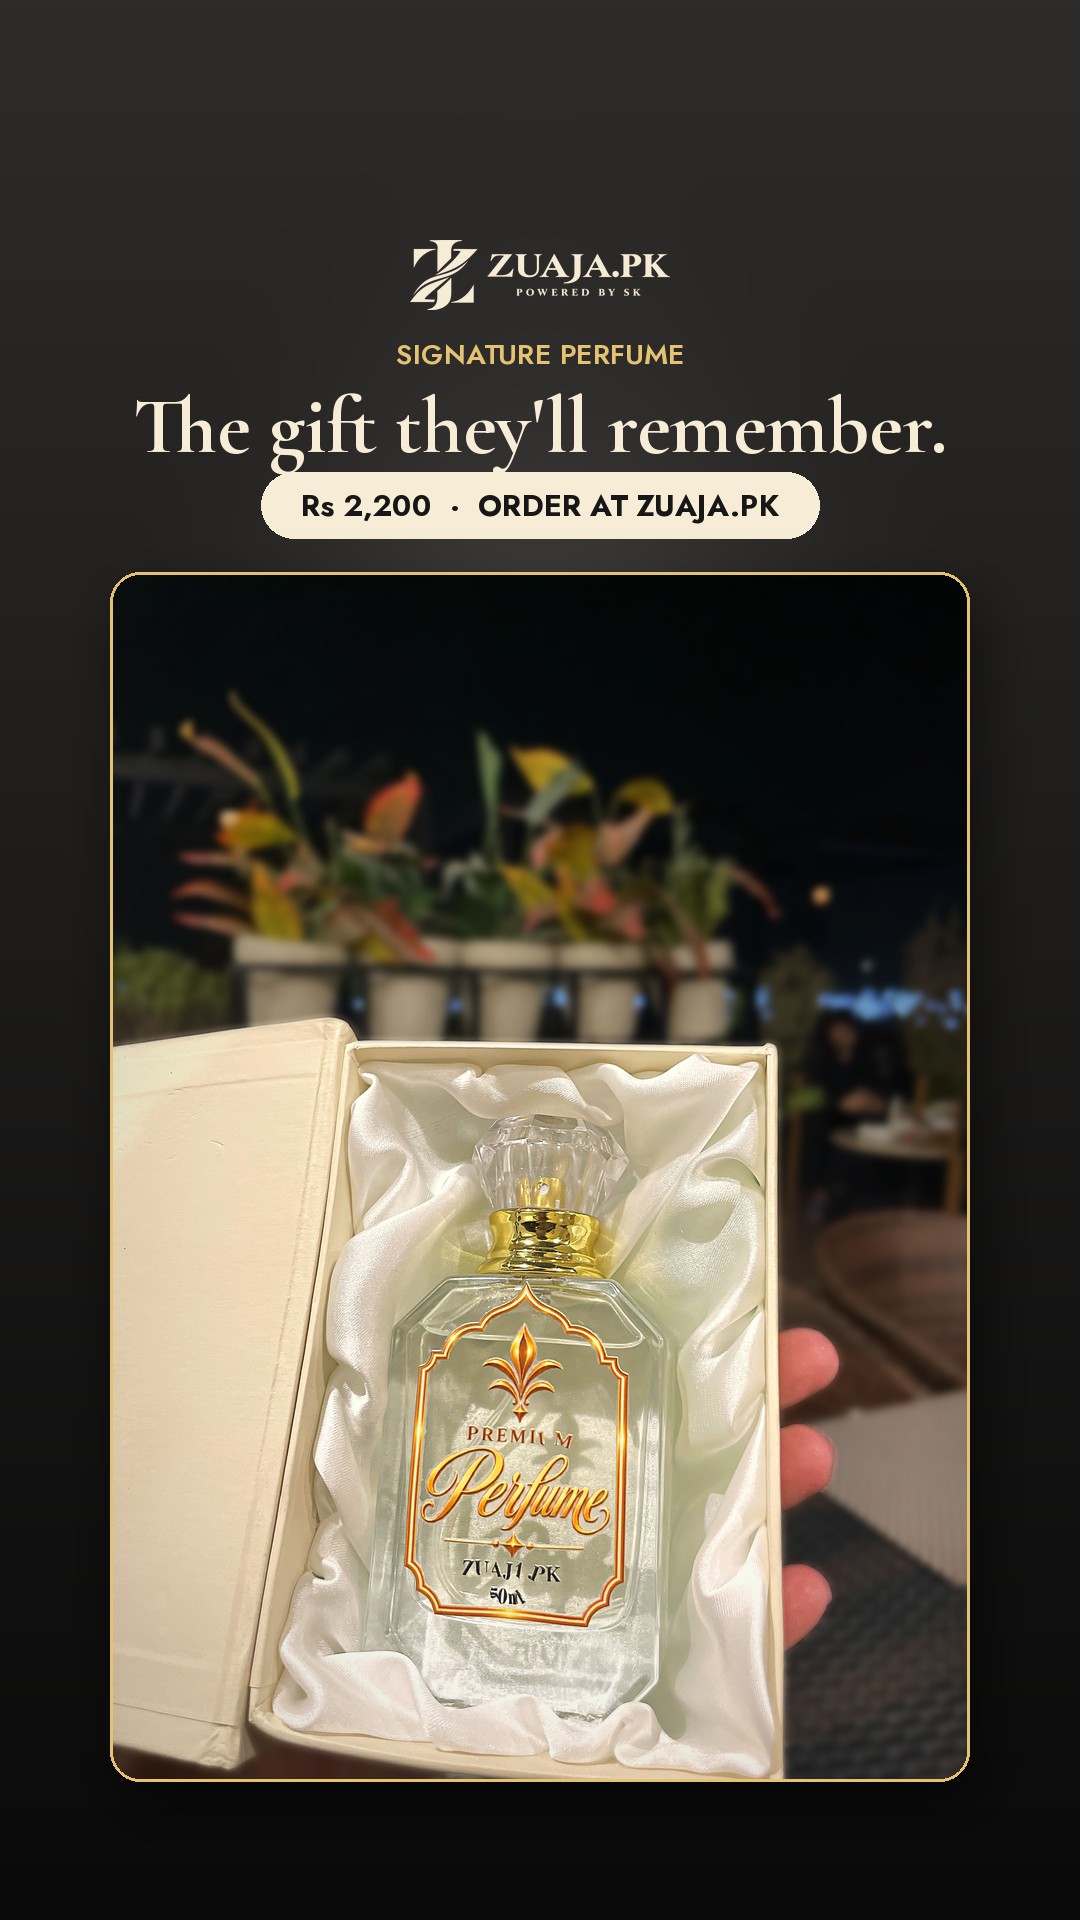 ZUAJA.PK
POWERED BY SK
SIGNATURE PERFUME
The gift they'll remember.
Rs 2,200 · ORDER AT ZUAJA.PK
PREMIUM
Perfume
ZUAJA.PK
50ml